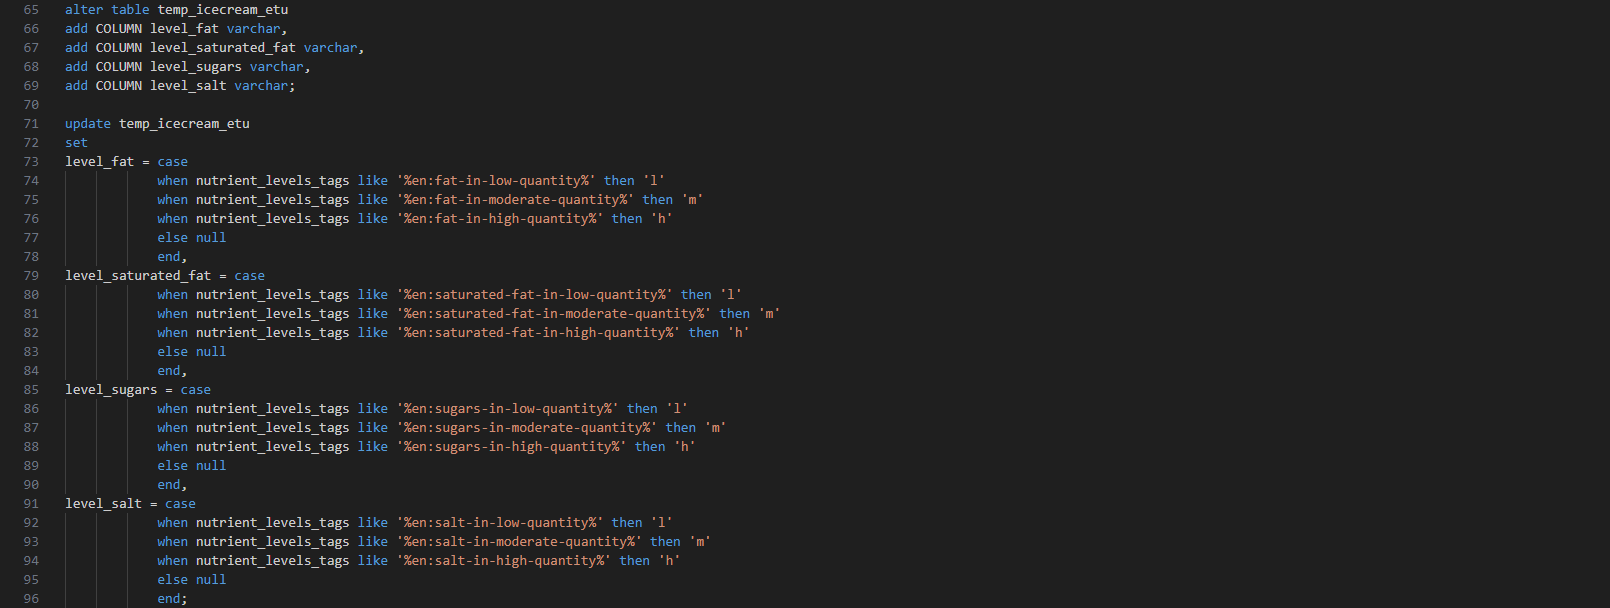 65 alter table temp_icecream_etu
66 add COLUMN level_fat varchar,
67 add COLUMN level_saturated_fat varchar,
68 add COLUMN level_sugars varchar,
69 add COLUMN level_salt varchar;
70
71 update temp_icecream_etu
72 set
73 level_fat = case
74 when nutrient_levels_tags like '%en:fat-in-low-quantity%' then 'l'
75 when nutrient_levels_tags like '%en:fat-in-moderate-quantity%' then 'm'
76 when nutrient_levels_tags like '%en:fat-in-high-quantity%' then 'h'
77 else null
78 end,
79 level_saturated_fat = case
80 when nutrient_levels_tags like '%en:saturated-fat-in-low-quantity%' then 'l'
81 when nutrient_levels_tags like '%en:saturated-fat-in-moderate-quantity%' then 'm'
82 when nutrient_levels_tags like '%en:saturated-fat-in-high-quantity%' then 'h'
83 else null
84 end,
85 level_sugars = case
86 when nutrient_levels_tags like '%en:sugars-in-low-quantity%' then 'l'
87 when nutrient_levels_tags like '%en:sugars-in-moderate-quantity%' then 'm'
88 when nutrient_levels_tags like '%en:sugars-in-high-quantity%' then 'h'
89 else null
90 end,
91 level_salt = case
92 when nutrient_levels_tags like '%en:salt-in-low-quantity%' then 'l'
93 when nutrient_levels_tags like '%en:salt-in-moderate-quantity%' then 'm'
94 when nutrient_levels_tags like '%en:salt-in-high-quantity%' then 'h'
95 else null
96 end;